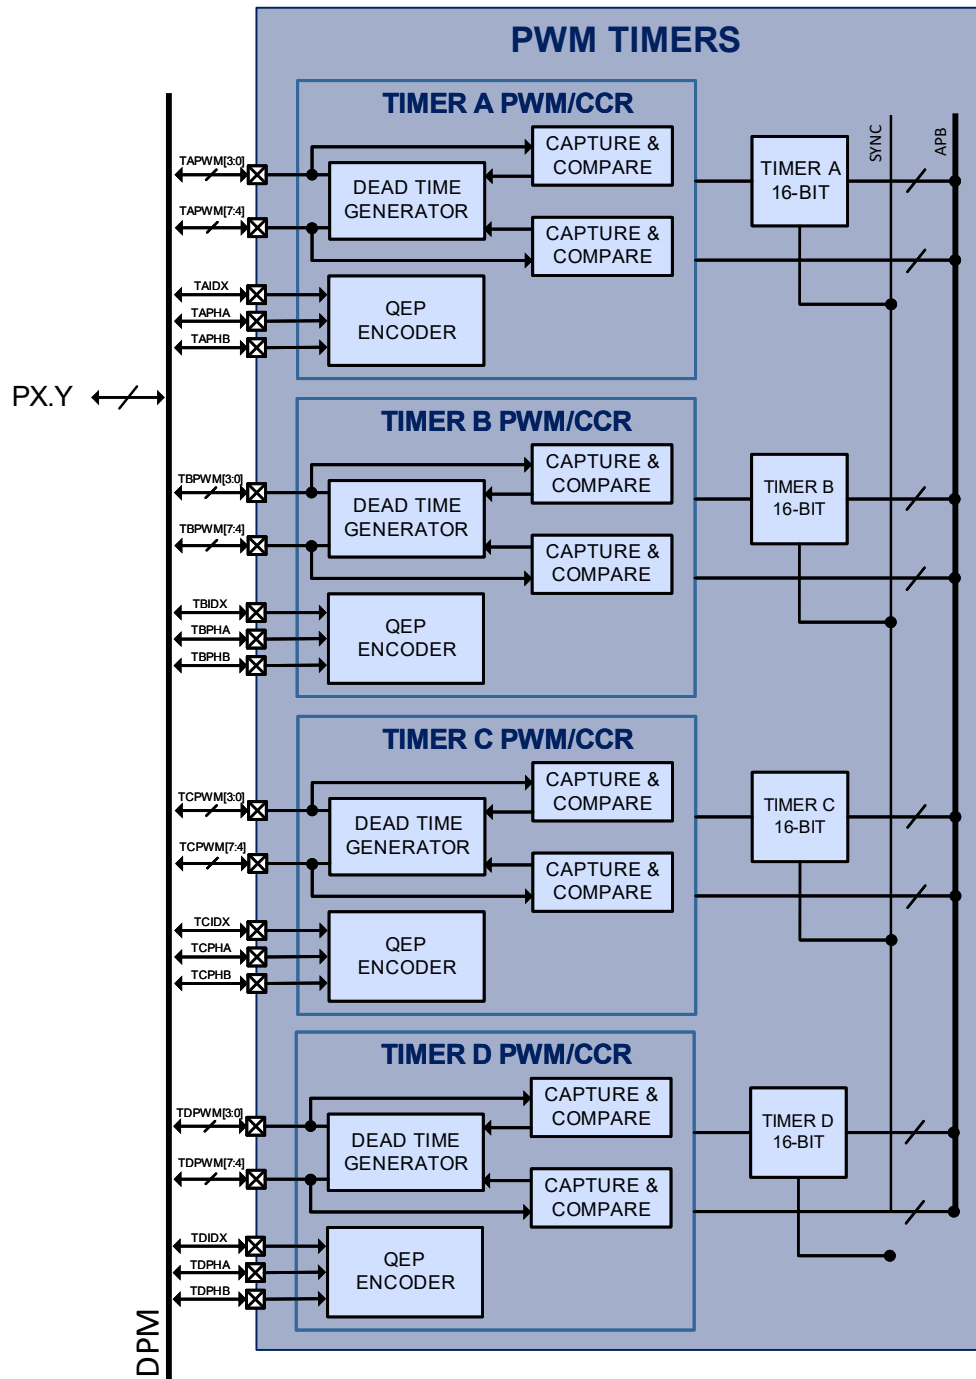 PWM TIMERS
TIMER A PWM/CCR
SYNC
APB
TAPWM[3:0]
CAPTURE &
COMPARE
DEAD TIME
GENERATOR
TIMER A
16-BIT
TAPWM[7:4]
CAPTURE &
COMPARE
TAIDX
TAPHA
TAPHB
QEP
ENCODER
PX.Y
TIMER B PWM/CCR
TBPWM[3:0]
CAPTURE &
COMPARE
DEAD TIME
GENERATOR
TIMER B
16-BIT
TBPWM[7:4]
CAPTURE &
COMPARE
TBIDX
TBPHA
TBPHB
QEP
ENCODER
TIMER C PWM/CCR
TCPWM[3:0]
CAPTURE &
COMPARE
DEAD TIME
GENERATOR
TIMER C
16-BIT
TCPWM[7:4]
CAPTURE &
COMPARE
TCIDX
TCPHA
TCPHB
QEP
ENCODER
TIMER D PWM/CCR
TDPWM[3:0]
CAPTURE &
COMPARE
DEAD TIME
GENERATOR
TIMER D
16-BIT
TDPWM[7:4]
CAPTURE &
COMPARE
TDIDX
TDPHA
TDPHB
QEP
ENCODER
DPM